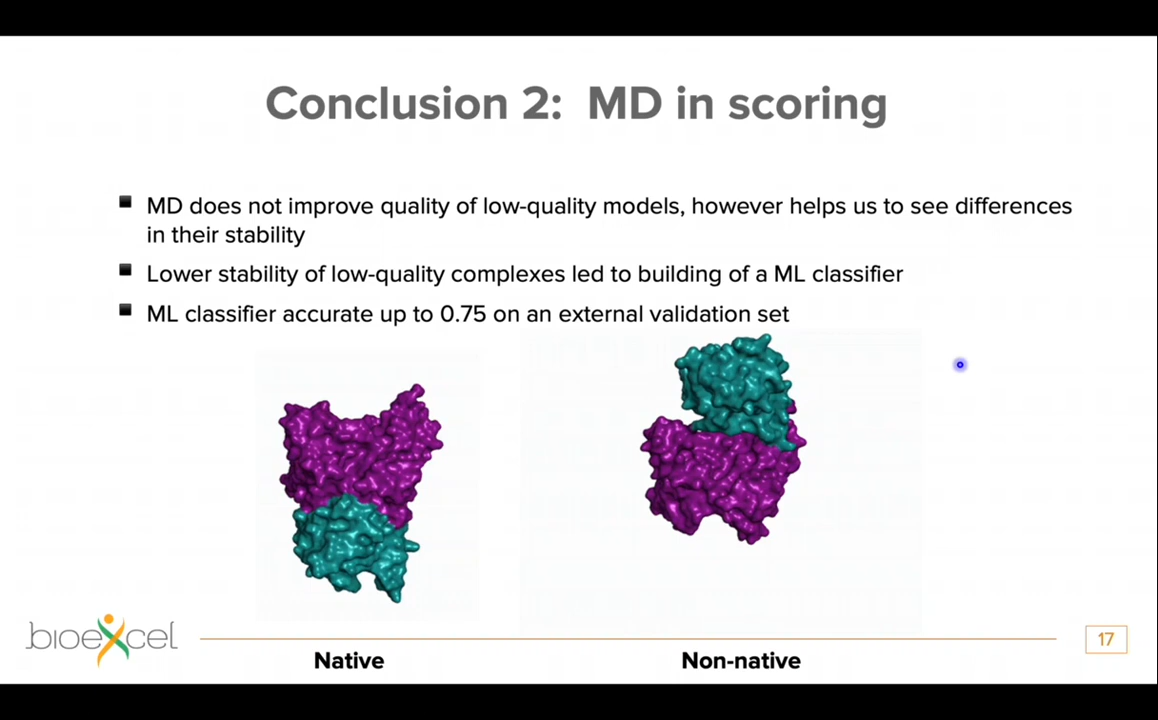 Conclusion 2: MD in scoring
MD does not improve quality of low-quality models, however helps us to see differences
in their stability
Lower stability of low-quality complexes led to building of a ML classifier
ML classifier accurate up to 0.75 on an external validation set
bioexcel
17
Native
Non-native